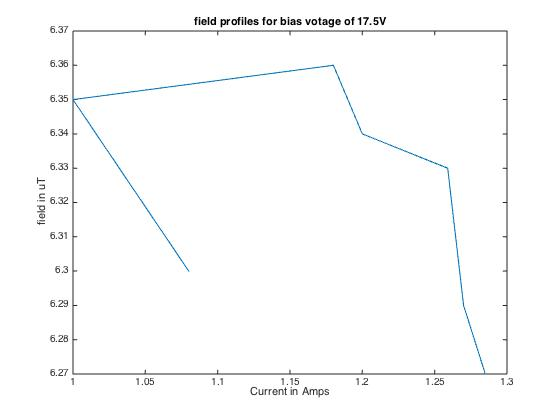 field profiles for bias votage of 17.5V
6.37
6.36
6.35
6.34
6.33
6.32
6.31
6.3
6.29
6.28
6.27
field in uT
1 1.05 1.1 1.15 1.2 1.25 1.3
Current in Amps